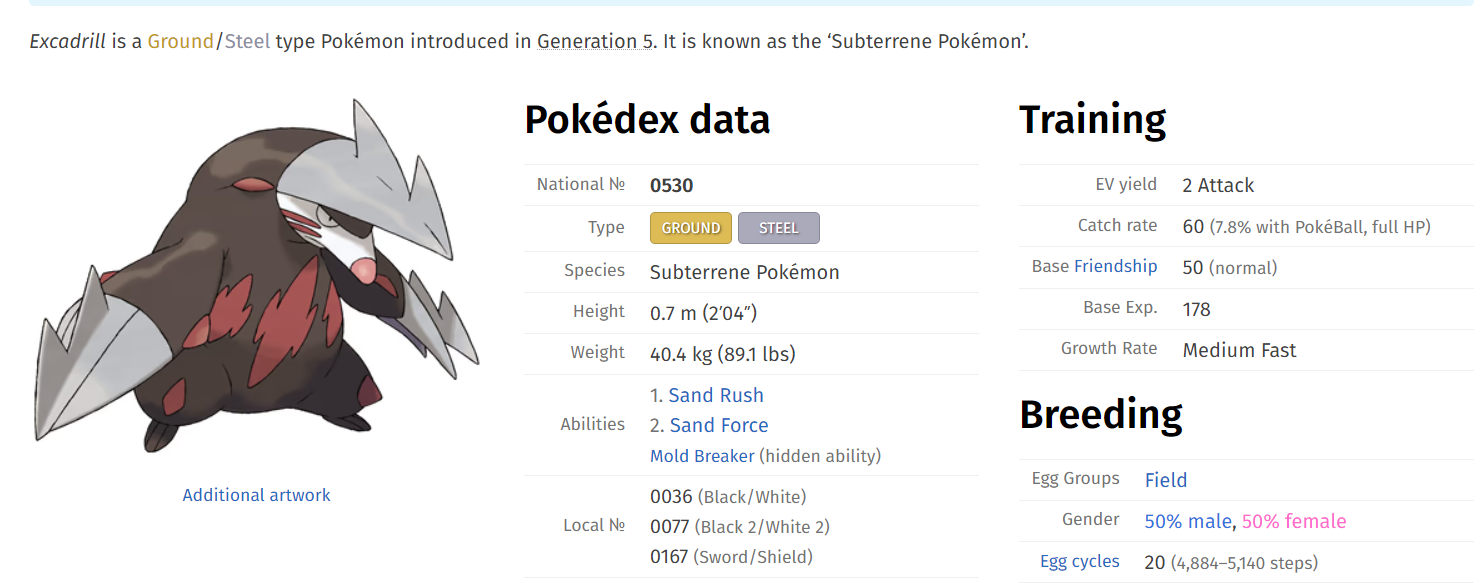 Excadrill is a Ground/Steel type Pokémon introduced in Generation 5. It is known as the ‘Subterrene Pokémon’.
Additional artwork
Pokédex data
National № 0530
Type GROUND STEEL
Species Subterrene Pokémon
Height 0.7 m (2′04″)
Weight 40.4 kg (89.1 lbs)
Abilities 1. Sand Rush
2. Sand Force
Mold Breaker (hidden ability)
Local № 0036 (Black/White)
0077 (Black 2/White 2)
0167 (Sword/Shield)
Training
EV yield 2 Attack
Catch rate 60 (7.8% with PokéBall, full HP)
Base Friendship 50 (normal)
Base Exp. 178
Growth Rate Medium Fast
Breeding
Egg Groups Field
Gender 50% male, 50% female
Egg cycles 20 (4,884–5,140 steps)